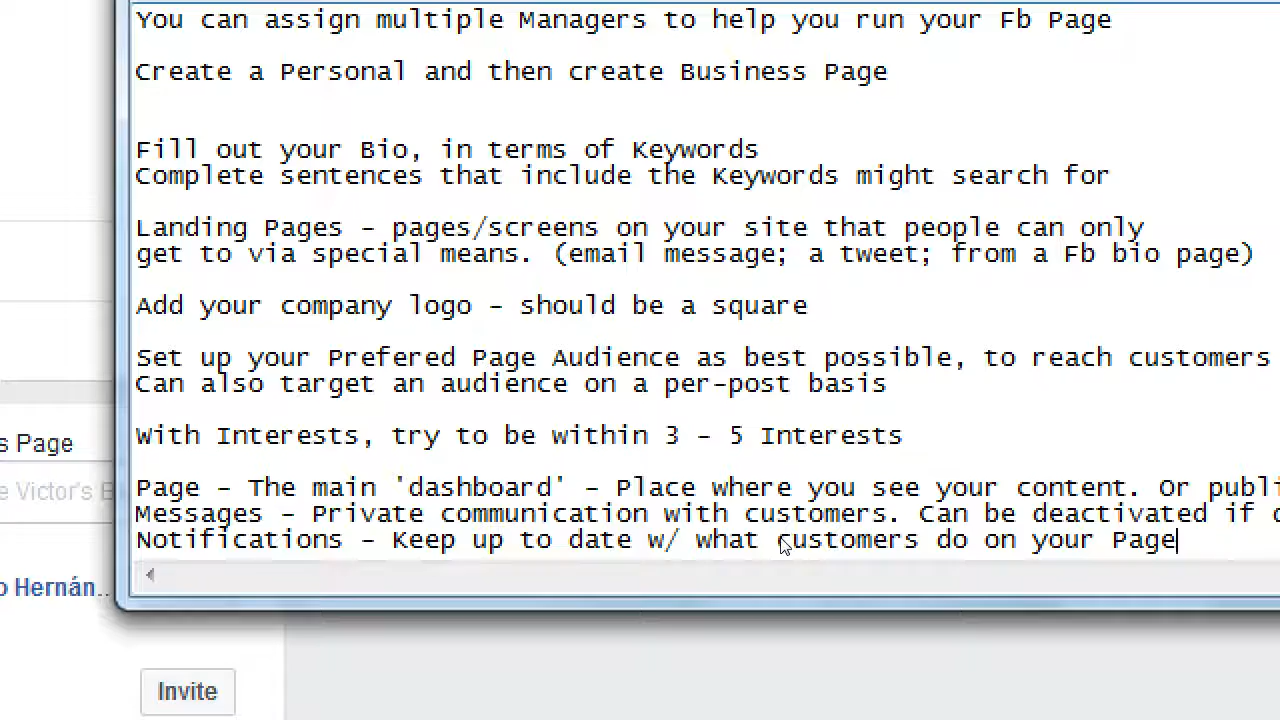 You can assign multiple Managers to help you run your Fb Page
Create a Personal and then create Business Page
Fill out your Bio, in terms of Keywords
Complete sentences that include the Keywords might search for
Landing Pages - pages/screens on your site that people can only
get to via special means. (email message; a tweet; from a Fb bio page)
Add your company logo - should be a square
Set up your Prefered Page Audience as best possible, to reach customers
Can also target an audience on a per-post basis
With Interests, try to be within 3 - 5 Interests
s Page
Page - The main 'dashboard' - Place where you see your content. Or publi
e Victor's B
Messages - Private communication with customers. Can be deactivated if
Notifications - Keep up to date w/ what customers do on your Page
o Hernán..
Invite